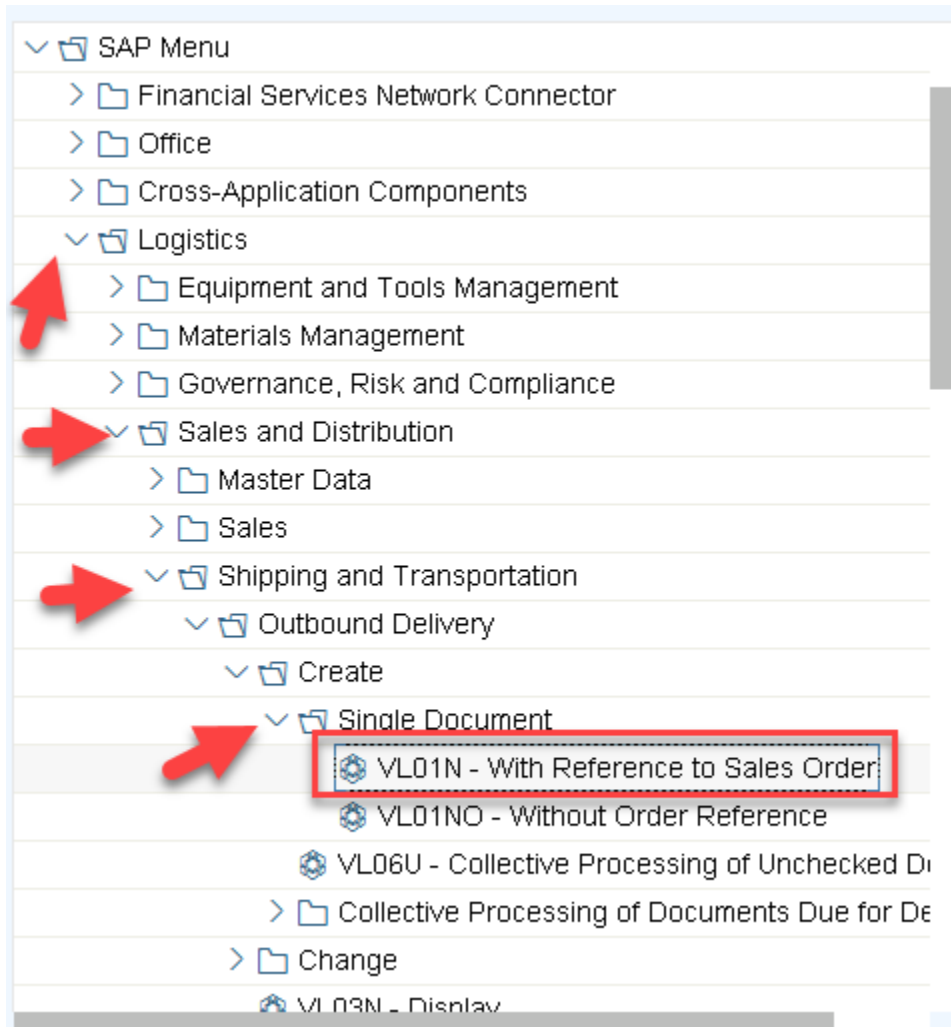 SAP Menu
Financial Services Network Connector
Office
Cross-Application Components
Logistics
Equipment and Tools Management
Materials Management
Governance, Risk and Compliance
Sales and Distribution
Master Data
Sales
Shipping and Transportation
Outbound Delivery
Create
Single Document
VL01N - With Reference to Sales Order
VL01NO - Without Order Reference
VL06U - Collective Processing of Unchecked
Collective Processing of Documents Due for De
Change
VL03N - Display